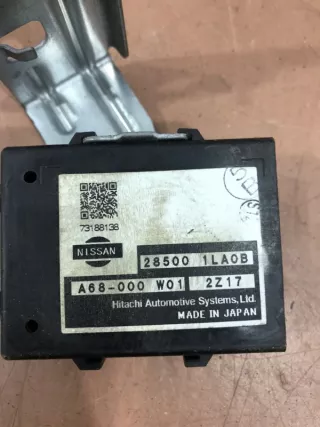 73188138
NISSAN
28500 1LA0B
A68-000 W01 2Z17
Hitachi Automotive Systems, Ltd.
MADE IN JAPAN